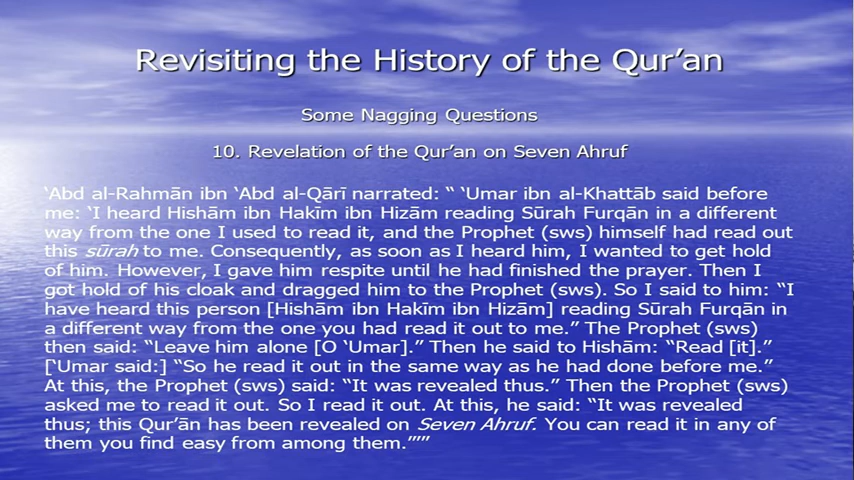 Revisiting the History of the Qur’an
Some Nagging Questions
10. Revelation of the Qur’an on Seven Ahruf
‘Abd al-Rahmān ibn ‘Abd al-Qārī narrated: “ ‘Umar ibn al-Khattāb said before
me: ‘I heard Hishām ibn Hakīm ibn Hizām reading Sūrah Furqān in a different
way from the one I used to read it, and the Prophet (sws) himself had read out
this sūrah to me. Consequently, as soon as I heard him, I wanted to get hold
of him. However, I gave him respite until he had finished the prayer. Then I
got hold of his cloak and dragged him to the Prophet (sws). So I said to him: “I
have heard this person [Hishām ibn Hakīm ibn Hizām] reading Sūrah Furqān in
a different way from the one you had read it out to me.” The Prophet (sws)
then said: “Leave him alone [O ‘Umar].” Then he said to Hishām: “Read [it].”
[‘Umar said:] “So he read it out in the same way as he had done before me.”
At this, the Prophet (sws) said: “It was revealed thus.” Then the Prophet (sws)
asked me to read it out. So I read it out. At this, he said: “It was revealed
thus; this Qur’ān has been revealed on Seven Ahruf. You can read it in any of
them you find easy from among them.”’”